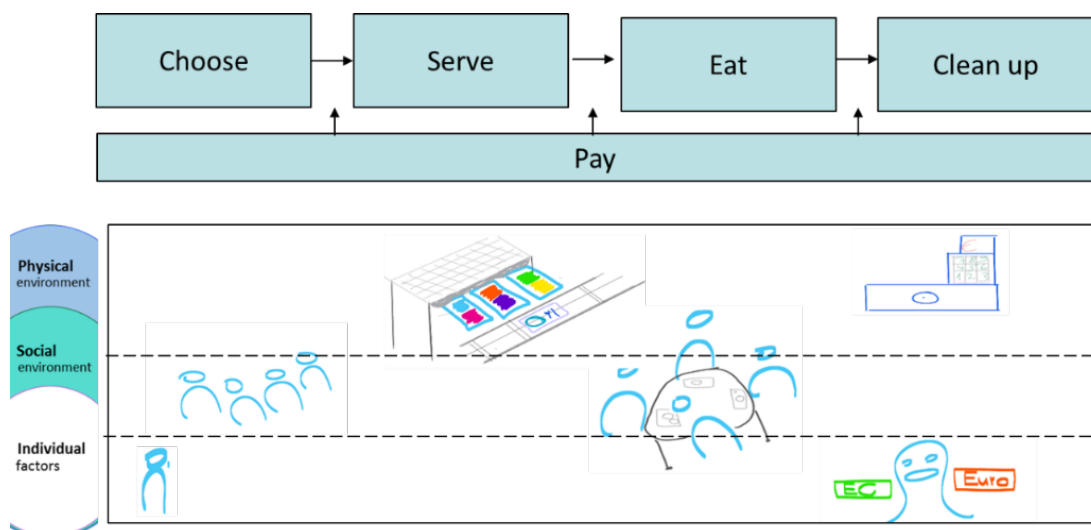 Choose
Serve
Eat
Clean up
Pay
Physical
environment
Social
environment
Individual
factors
EC
Euro